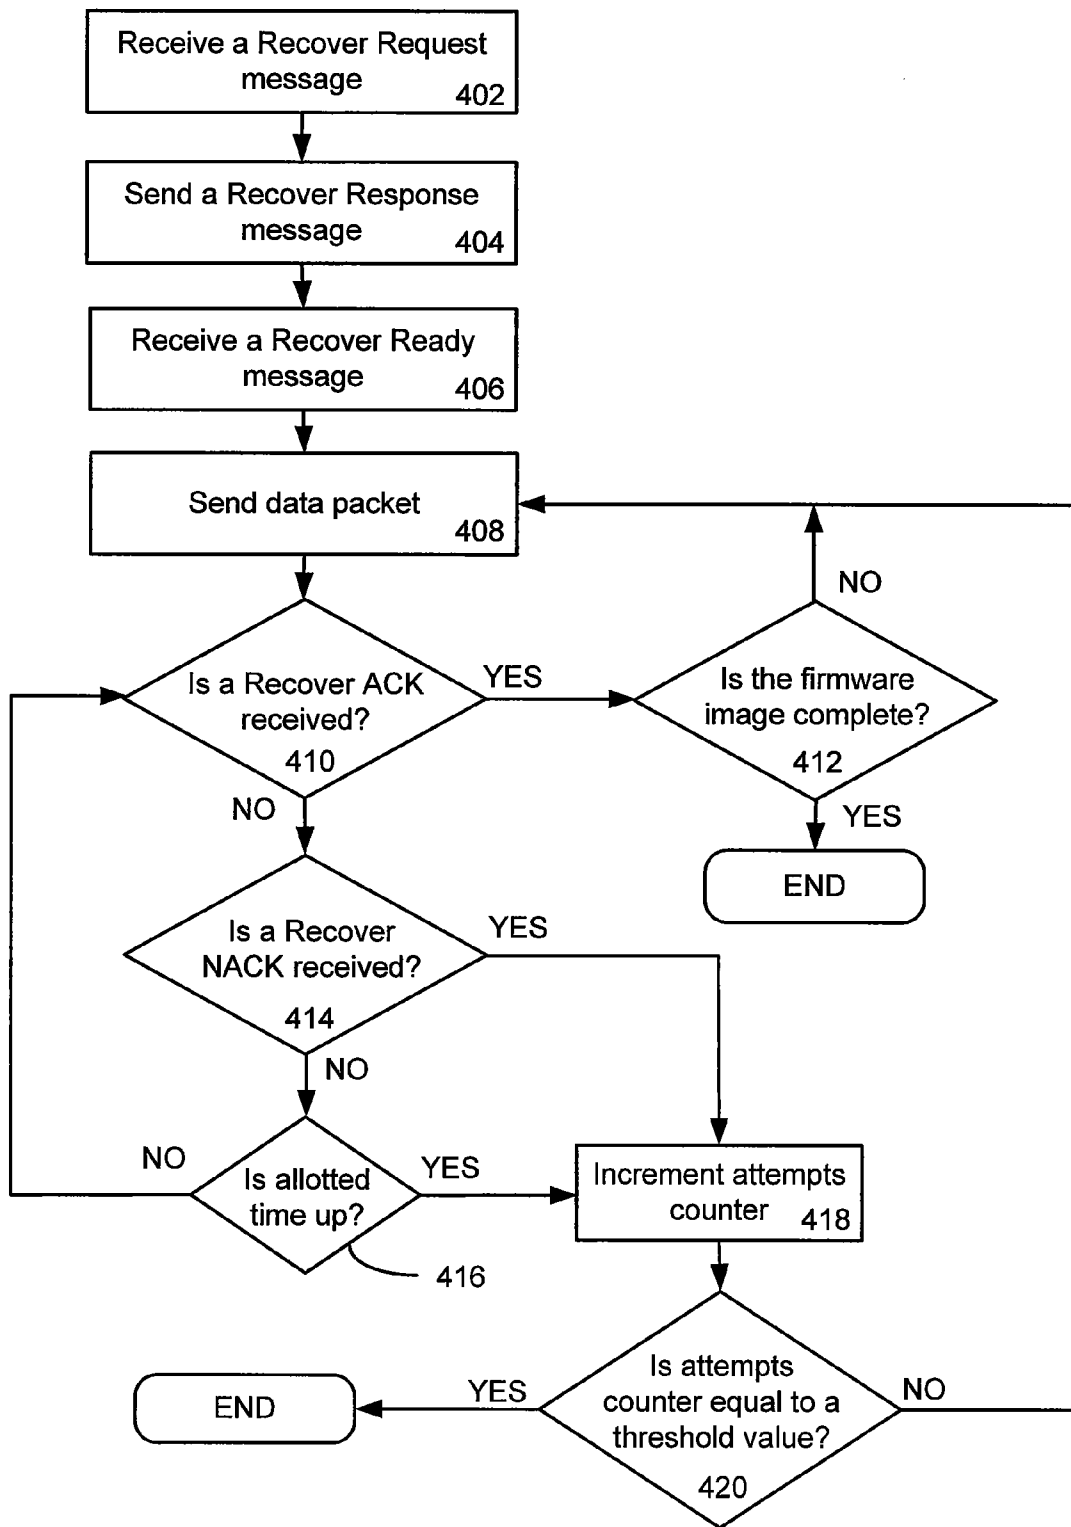 Receive a Recover Request
message
402
Send a Recover Response
message
404
Receive a Recover Ready
message
406
Send data packet
408
NO
Is a Recover ACK
received?
410
YES
Is the firmware
image complete?
412
NO
YES
END
Is a Recover
NACK received?
414
YES
NO
NO
Is allotted
time up?
YES
416
Increment attempts
counter
418
Is attempts
counter equal to a
threshold value?
420
YES
NO
END